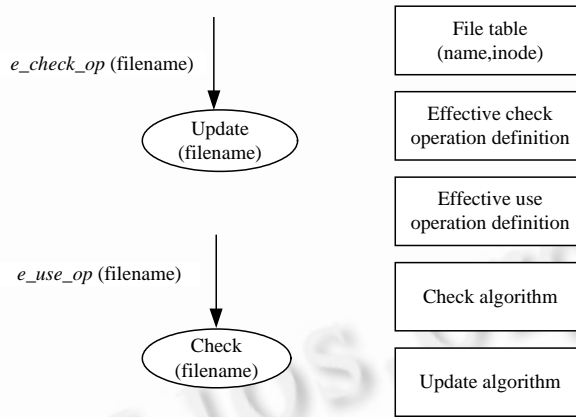 e_check_op (filename)
Update
(filename)
e_use_op (filename)
Check
(filename)
File table
(name,inode)
Effective check
operation definition
Effective use
operation definition
Check algorithm
Update algorithm